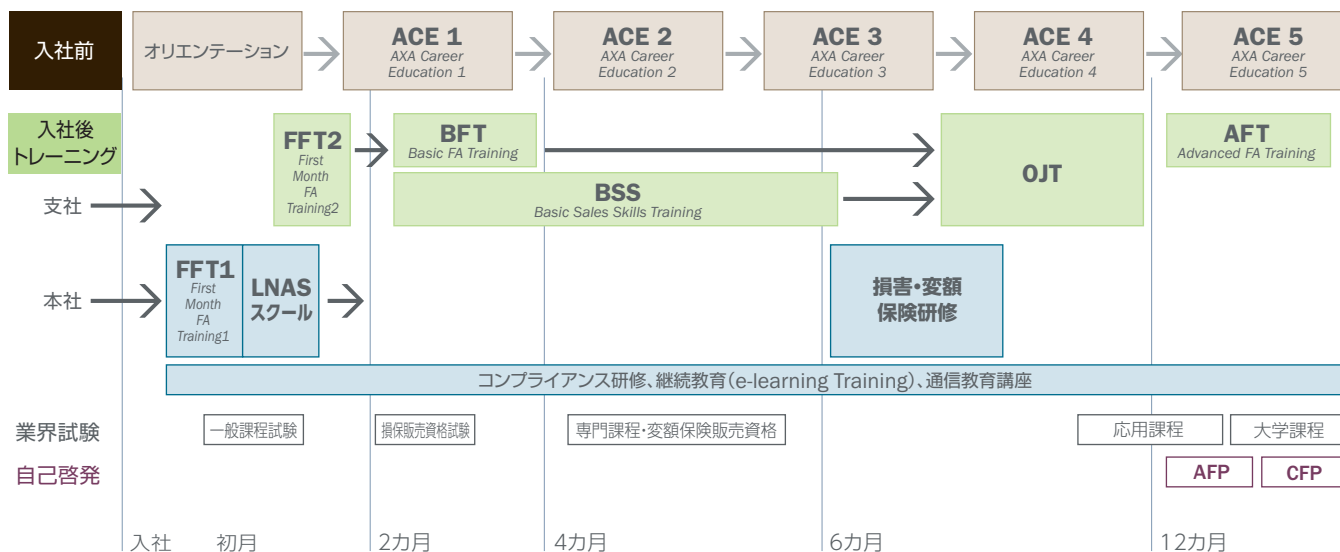 入社前
オリエンテーション
ACE 1
AXA Career
Education 1
ACE 2
AXA Career
Education 2
ACE 3
AXA Career
Education 3
ACE 4
AXA Career
Education 4
ACE 5
AXA Career
Education 5
入社後
トレーニング
支社
FFT2
First
Month
FA
Training2
BFT
Basic FA Training
BSS
Basic Sales Skills Training
OJT
AFT
Advanced FA Training
本社
FFT1
First
Month
FA
Training1
LNAS
スクール
損害・変額
保険研修
コンプライアンス研修、継続教育（e-learning Training）、通信教育講座
業界試験
一般課程試験
損保販売資格試験
専門課程・変額保険販売資格
応用課程
大学課程
自己啓発
AFP
CFP
入社
初月
2カ月
4カ月
6カ月
12カ月